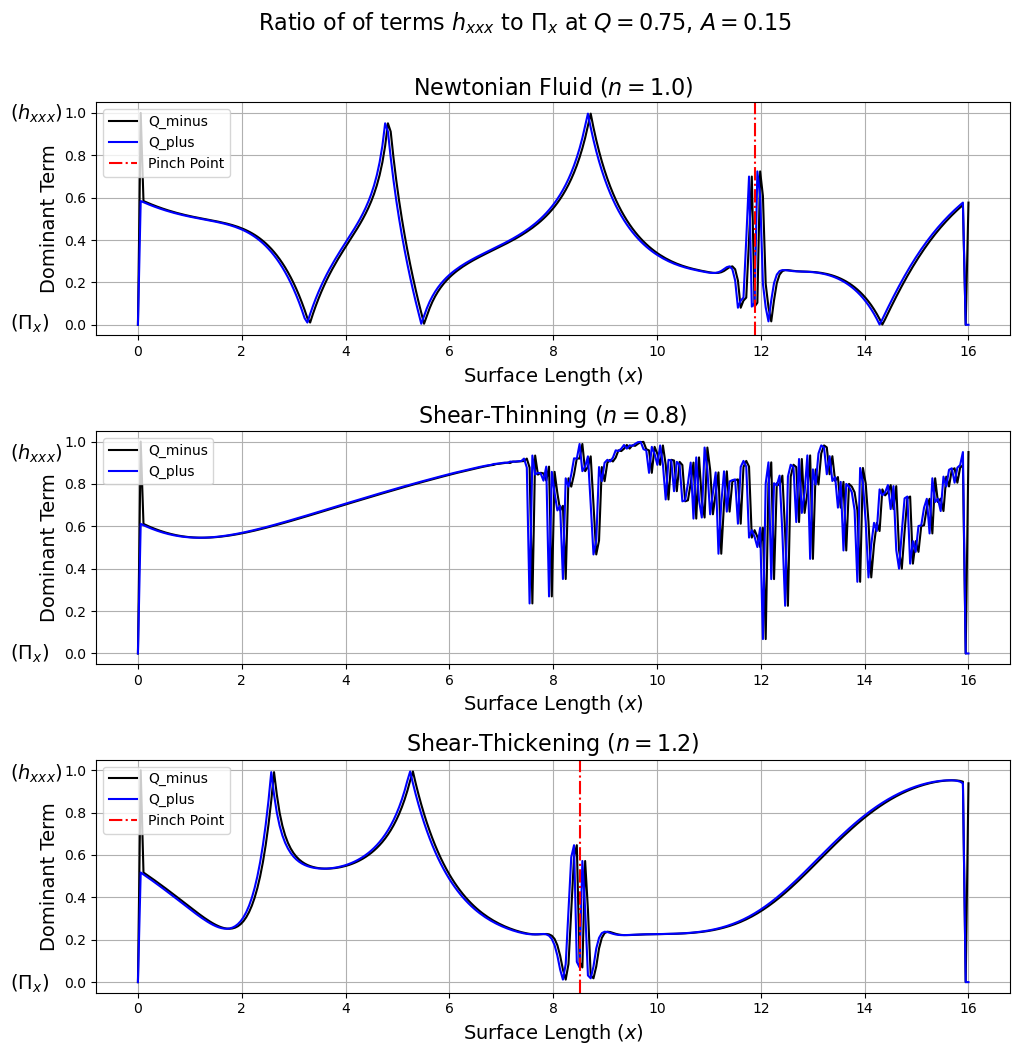 Ratio of of terms $h_{xxx}$ to $\Pi_x$ at $Q = 0.75$, $A = 0.15$
Newtonian Fluid ($n = 1.0$)
($h_{xxx}$)
Dominant Term
($\Pi_x$)
1.0
0.8
0.6
0.4
0.2
0.0
Q_minus
Q_plus
Pinch Point
0 2 4 6 8 10 12 14 16
Surface Length ($x$)
Shear-Thinning ($n = 0.8$)
($h_{xxx}$)
Dominant Term
($\Pi_x$)
1.0
0.8
0.6
0.4
0.2
0.0
Q_minus
Q_plus
0 2 4 6 8 10 12 14 16
Surface Length ($x$)
Shear-Thickening ($n = 1.2$)
($h_{xxx}$)
Dominant Term
($\Pi_x$)
1.0
0.8
0.6
0.4
0.2
0.0
Q_minus
Q_plus
Pinch Point
0 2 4 6 8 10 12 14 16
Surface Length ($x$)